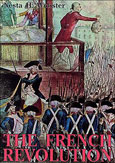 Nesta H. Webster
THE FRENCH
REVOLUTION